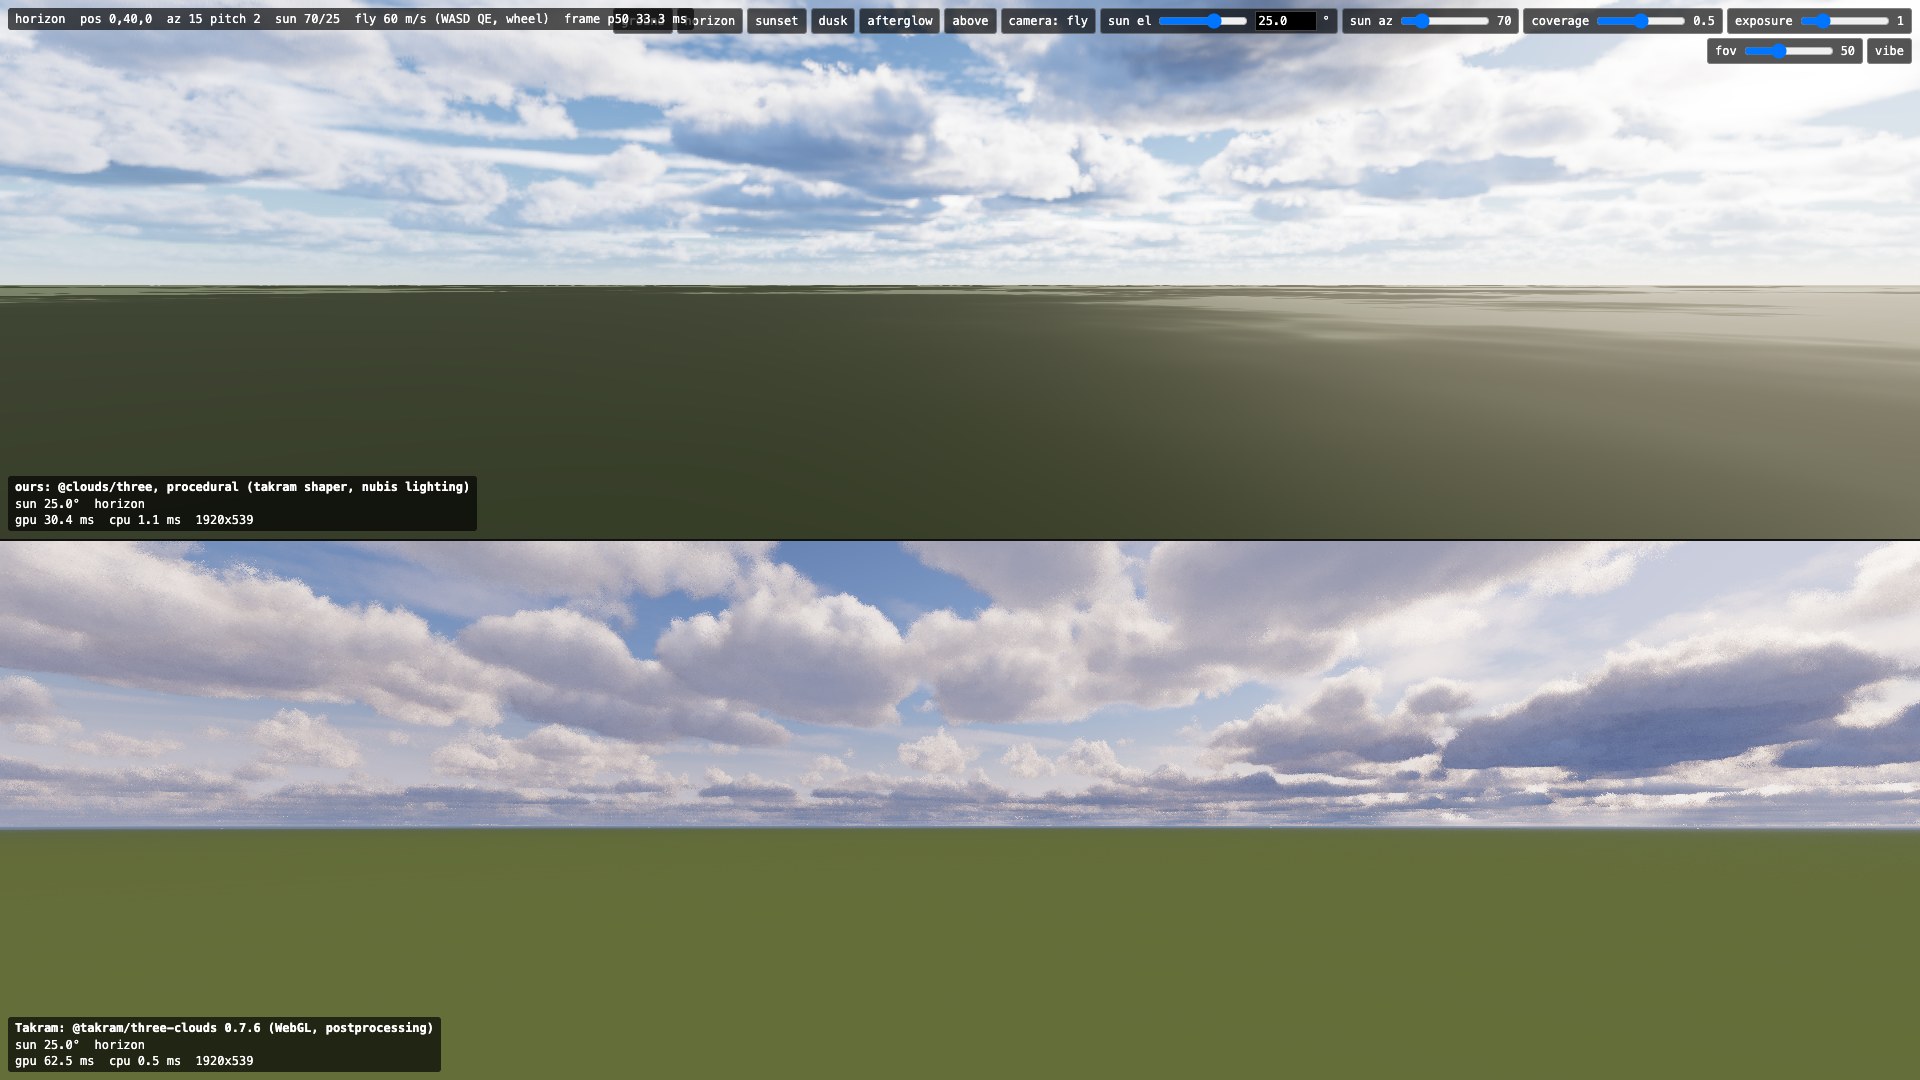 horizon pos 0,40,0 az 15 pitch 2 sun 70/25 fly 60 m/s (WASD QE, wheel) frame p50 33.3 ms
orizon sunset dusk afterglow above camera: fly sun el 25.0 ° sun az 70 coverage 0.5 exposure 1
fov 50 vibe
ours: @clouds/three, procedural (takram shaper, nubis lighting)
sun 25.0° horizon
gpu 30.4 ms cpu 1.1 ms 1920x539
Takram: @takram/three-clouds 0.7.6 (WebGL, postprocessing)
sun 25.0° horizon
gpu 62.5 ms cpu 0.5 ms 1920x539